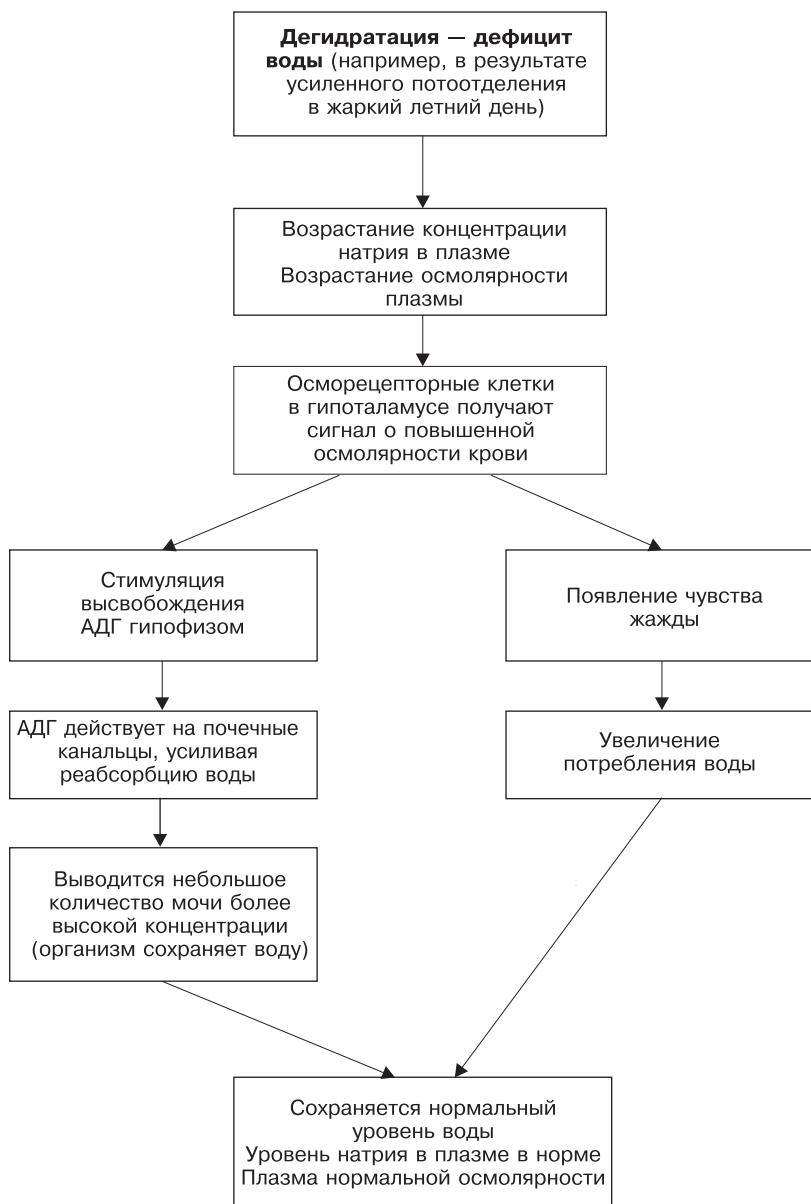 Дегидратация — дефицит
воды (например, в результате
усиленного потоотделения
в жаркий летний день)
Возрастание концентрации
натрия в плазме
Возрастание осмолярности
плазмы
Осморецепторные клетки
в гипоталамусе получают
сигнал о повышенной
осмолярности крови
Стимуляция
высвобождения
АДГ гипофизом
Появление чувства
жажды
АДГ действует на почечные
канальцы, усиливая
реабсорбцию воды
Увеличение
потребления воды
Выводится небольшое
количество мочи более
высокой концентрации
(организм сохраняет воду)
Сохраняется нормальный
уровень воды
Уровень натрия в плазме в норме
Плазма нормальной осмолярности